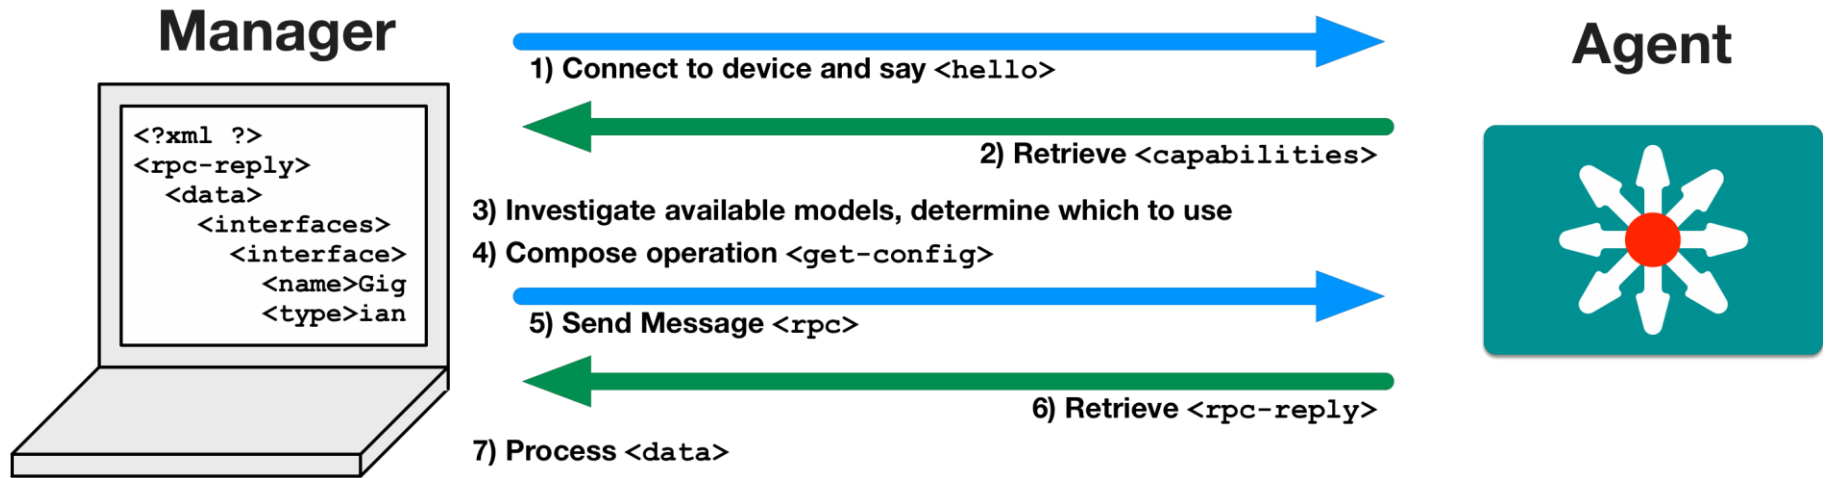 Manager
Agent
1) Connect to device and say <hello>
2) Retrieve <capabilities>
<?xml ?>
<rpc-reply>
<data>
<interfaces>
<interface>
<name>Gig
<type>ian
3) Investigate available models, determine which to use
4) Compose operation <get-config>
5) Send Message <rpc>
6) Retrieve <rpc-reply>
7) Process <data>